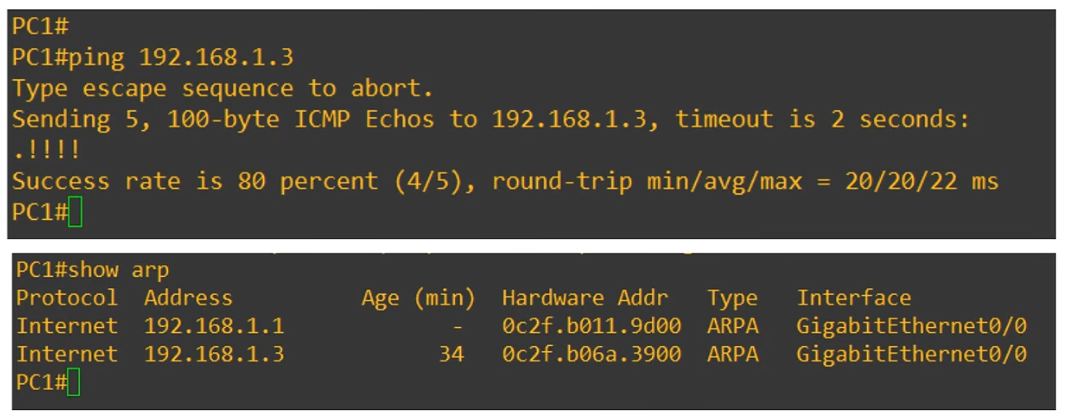 PC1#
PC1#ping 192.168.1.3
Type escape sequence to abort.
Sending 5, 100-byte ICMP Echos to 192.168.1.3, timeout is 2 seconds:
.!!!!
Success rate is 80 percent (4/5), round-trip min/avg/max = 20/20/22 ms
PC1#
PC1#show arp
Protocol  Address          Age (min)  Hardware Addr   Type   Interface
Internet  192.168.1.1             -   0c2f.b011.9d00  ARPA   GigabitEthernet0/0
Internet  192.168.1.3            34   0c2f.b06a.3900  ARPA   GigabitEthernet0/0
PC1#